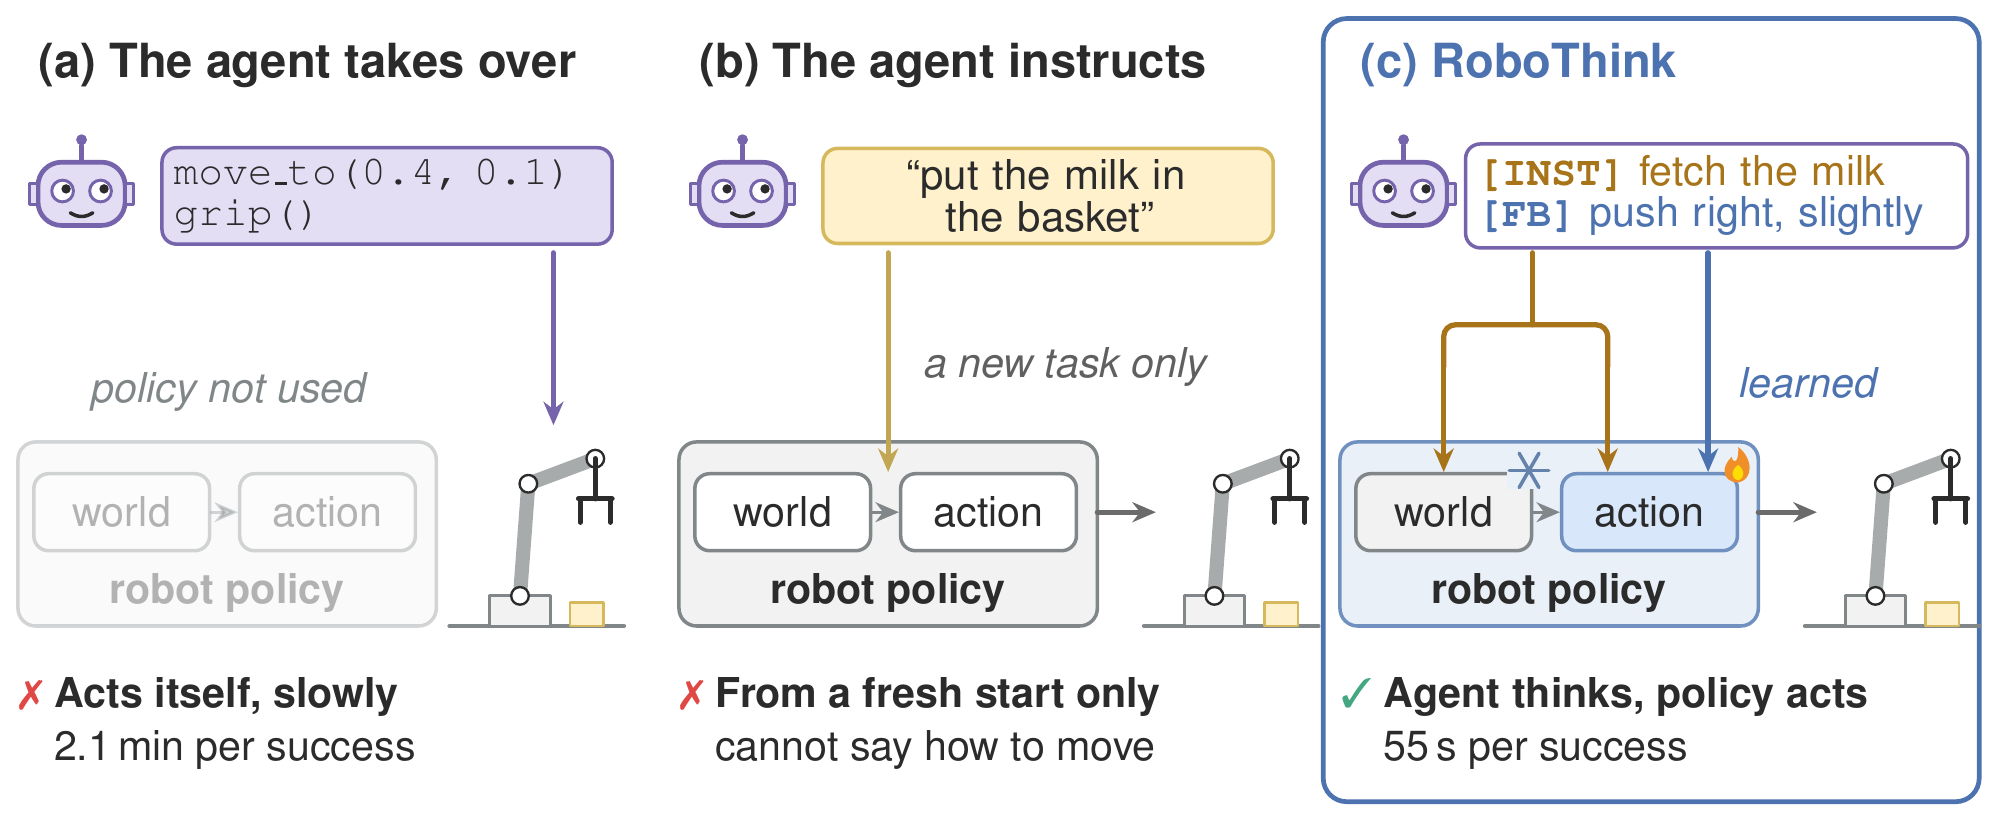 (a) The agent takes over
move_to(0.4, 0.1)
grip()
policy not used
world
action
robot policy
✗ Acts itself, slowly
2.1 min per success
(b) The agent instructs
“put the milk in
the basket”
a new task only
world
action
robot policy
✗ From a fresh start only
cannot say how to move
(c) RoboThink
[INST] fetch the milk
[FB] push right, slightly
learned
world
action
robot policy
✓ Agent thinks, policy acts
55 s per success